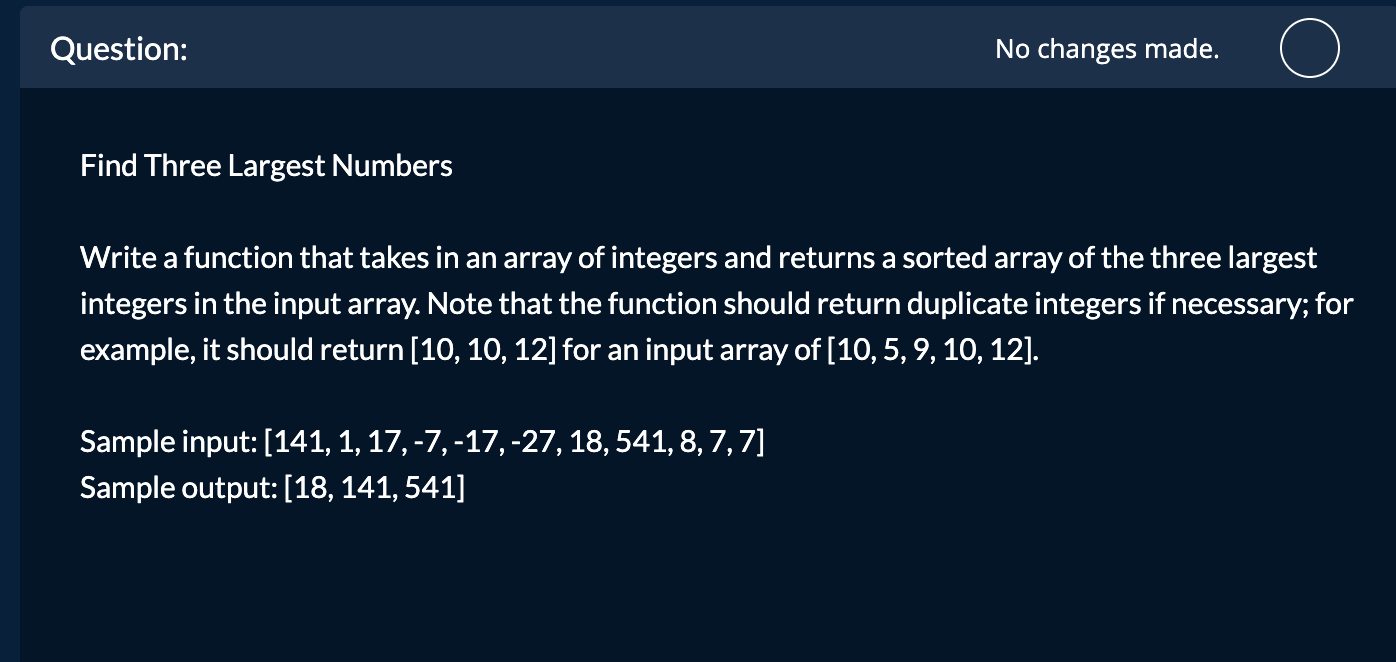 Question:
No changes made.
Find Three Largest Numbers
Write a function that takes in an array of integers and returns a sorted array of the three largest
integers in the input array. Note that the function should return duplicate integers if necessary; for
example, it should return [10, 10, 12] for an input array of [10, 5, 9, 10, 12].
Sample input: [141, 1, 17, -7, -17, -27, 18, 541, 8, 7, 7]
Sample output: [18, 141, 541]